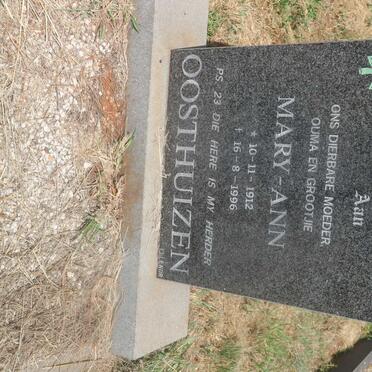 Aan
ONS DIERBARE MOEDER
OUMA EN GROOTJIE
MARY-ANN
* 10-11-1912
† 16-8-1996
PS 23 DIE HERE IS MY HERDER
OOSTHUIZEN